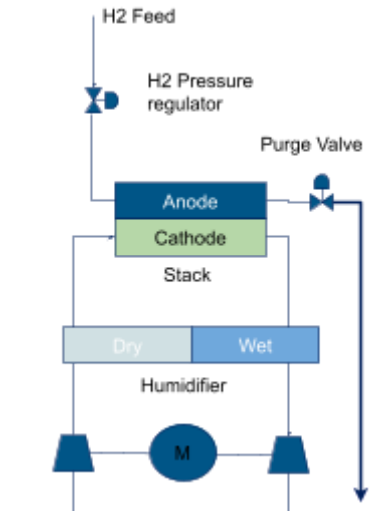 H2 Feed
H2 Pressure
regulator
Purge Valve
Anode
Cathode
Stack
Dry
Wet
Humidifier
M